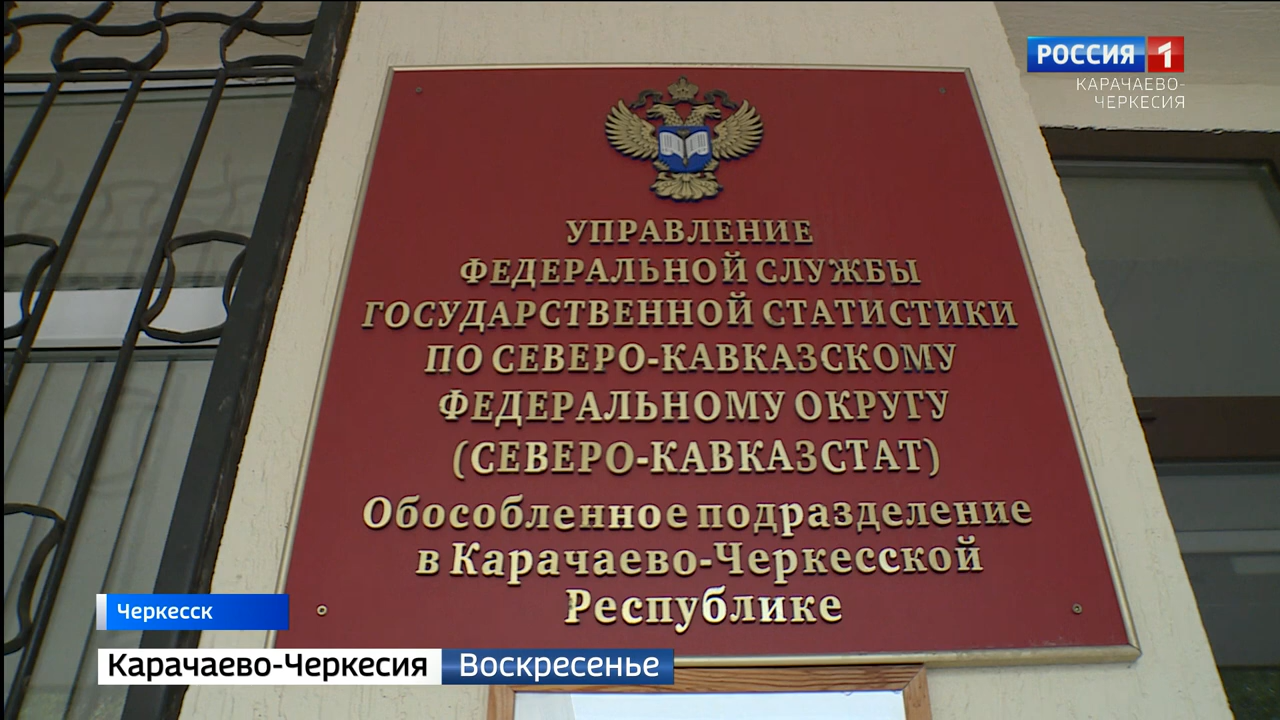 РОССИЯ 1
КАРАЧАЕВО-
ЧЕРКЕСИЯ
УПРАВЛЕНИЕ
ФЕДЕРАЛЬНОЙ СЛУЖБЫ
ГОСУДАРСТВЕННОЙ СТАТИСТИКИ
ПО СЕВЕРО-КАВКАЗСКОМУ
ФЕДЕРАЛЬНОМУ ОКРУГУ
(СЕВЕРО-КАВКАЗСТАТ)
Обособленное подразделение
в Карачаево-Черкесской
Республике
Черкесск
Карачаево-Черкесия Воскресенье